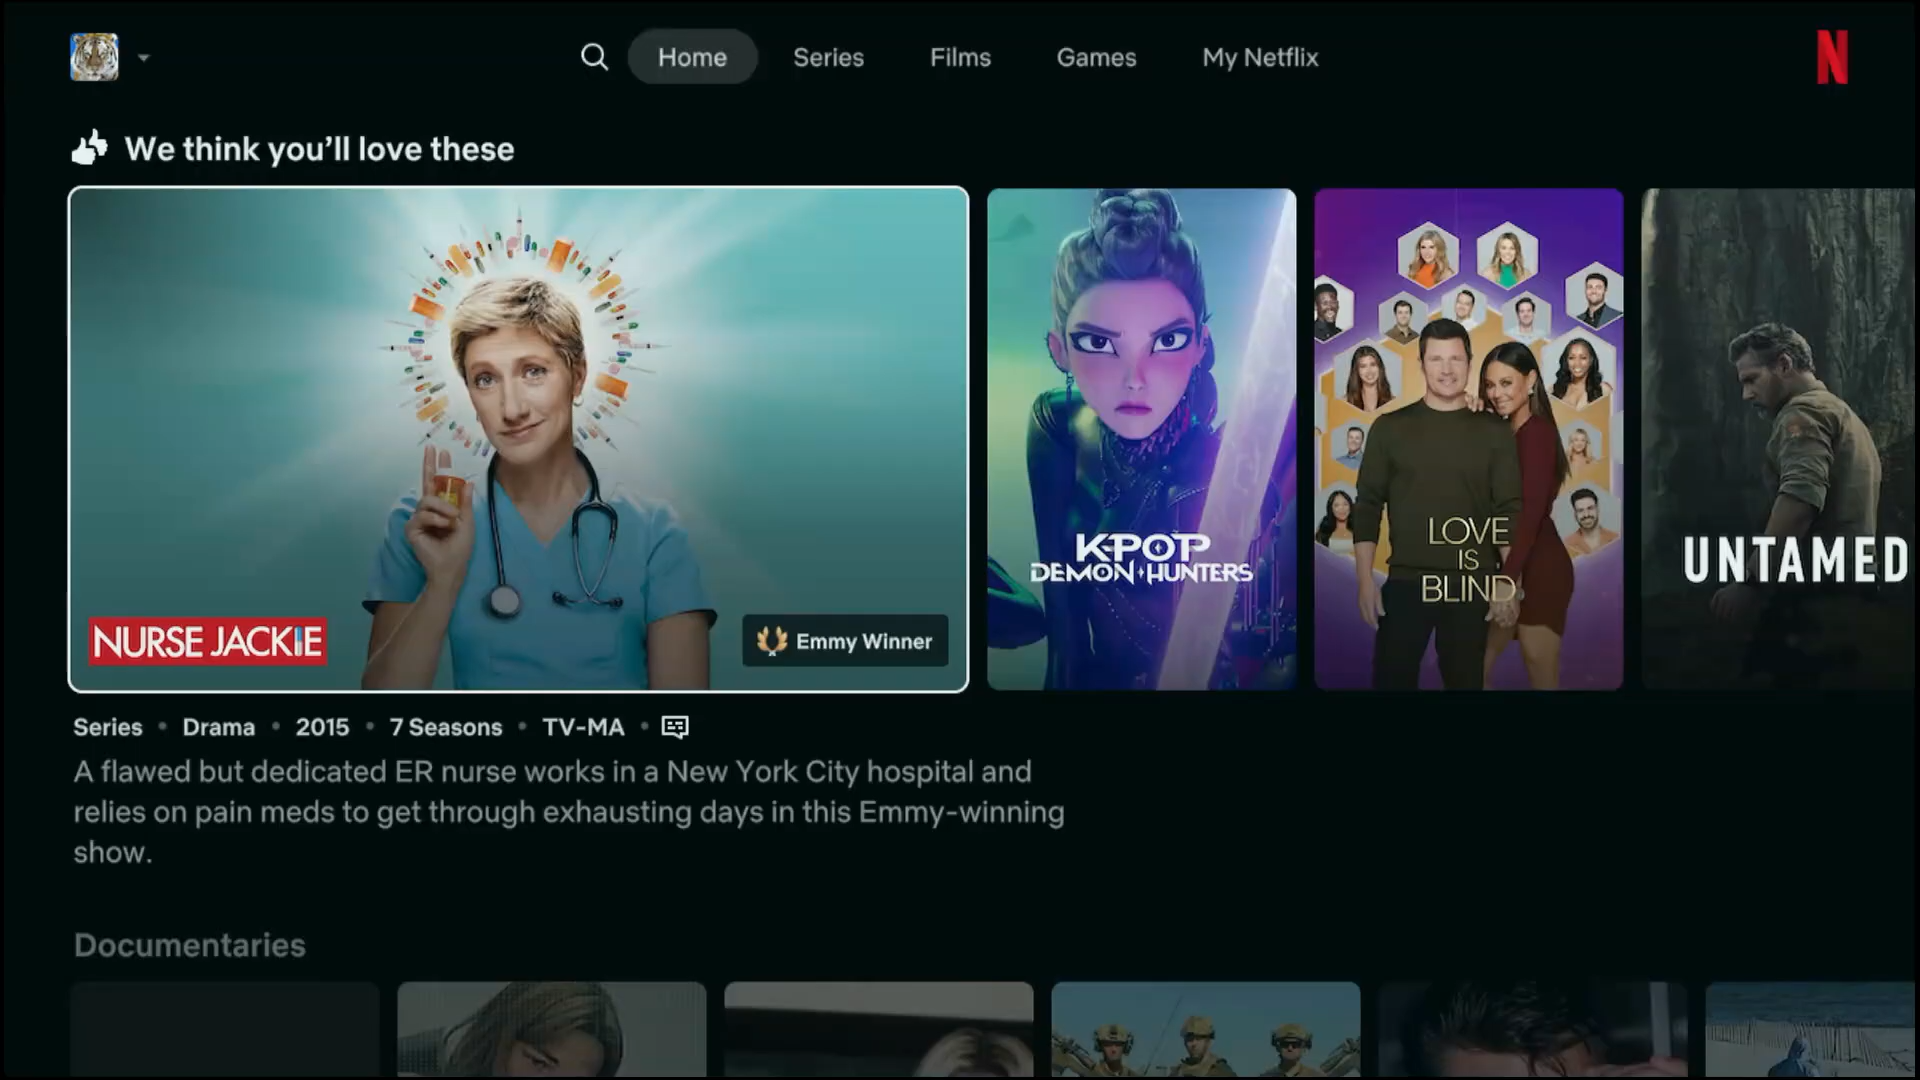 Home
Series
Films
Games
My Netflix
N
We think you’ll love these
NURSE JACKIE
Emmy Winner
K-POP
DEMON HUNTERS
LOVE
IS
BLIND
UNTAMED
Series • Drama • 2015 • 7 Seasons • TV-MA •
A flawed but dedicated ER nurse works in a New York City hospital and
relies on pain meds to get through exhausting days in this Emmy-winning
show.
Documentaries